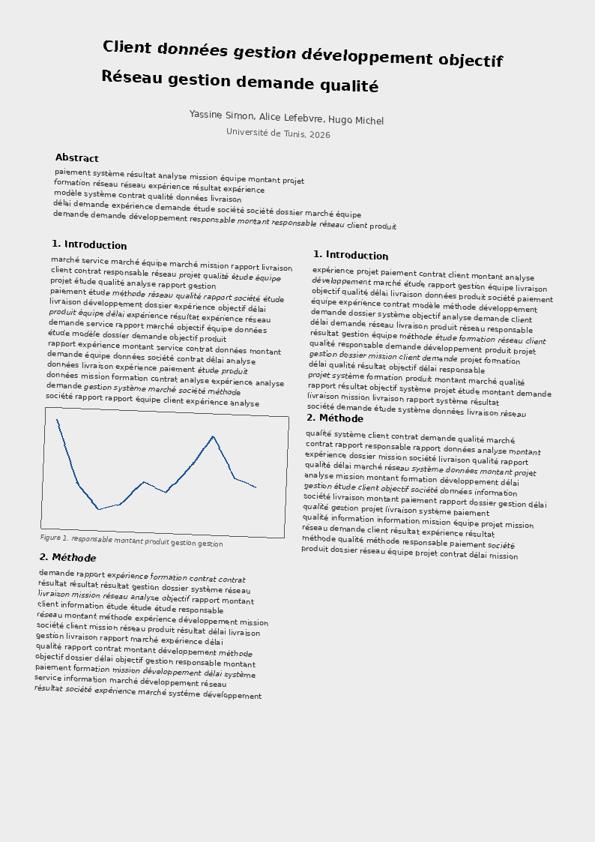 Client données gestion développement objectif
Réseau gestion demande qualité
Yassine Simon, Alice Lefebvre, Hugo Michel
Université de Tunis, 2026
Abstract
paiement système résultat analyse mission équipe montant projet
formation réseau réseau expérience résultat expérience
modèle système contrat qualité données livraison
délai demande expérience demande étude société société dossier marché équipe
demande demande développement responsable montant responsable réseau client produit
1. Introduction
marché service marché équipe marché mission rapport livraison
client contrat responsable réseau projet qualité étude équipe
projet étude qualité analyse rapport gestion
paiement étude méthode réseau qualité rapport société étude
livraison développement dossier expérience objectif délai
produit équipe délai expérience résultat expérience réseau
demande service rapport marché objectif équipe données
étude modèle dossier demande objectif produit
rapport expérience montant service contrat données montant
demande équipe données société contrat délai analyse
données livraison expérience paiement étude produit
données mission formation contrat analyse expérience analyse
demande gestion système marché société méthode
société rapport rapport équipe client expérience analyse
Figure 1. responsable montant produit gestion gestion
2. Méthode
demande rapport expérience formation contrat contrat
résultat résultat résultat gestion dossier système réseau
livraison mission réseau analyse objectif rapport montant
client information étude étude étude responsable
réseau montant méthode expérience développement mission
société client mission réseau produit résultat délai livraison
gestion livraison rapport marché expérience délai
qualité rapport contrat montant développement méthode
objectif dossier délai objectif gestion responsable montant
paiement formation mission développement délai système
service information marché développement réseau
résultat société expérience marché système développement
1. Introduction
expérience projet paiement contrat client montant analyse
développement marché étude rapport gestion équipe livraison
objectif qualité délai livraison données produit société paiement
équipe expérience contrat modèle méthode développement
demande dossier système objectif analyse demande client
délai demande réseau livraison produit réseau responsable
résultat gestion équipe méthode étude formation réseau client
qualité responsable demande développement produit projet
gestion dossier mission client demande projet formation
délai qualité résultat objectif délai responsable
projet système formation produit montant marché qualité
rapport résultat objectif système projet étude montant demande
livraison mission livraison rapport système résultat
société demande étude système données livraison réseau
2. Méthode
qualité système client contrat demande qualité marché
contrat rapport responsable rapport données analyse montant
expérience dossier mission société livraison qualité rapport
qualité délai marché réseau système données montant projet
analyse mission montant formation développement délai
gestion étude client objectif société données information
société livraison montant paiement rapport dossier gestion délai
qualité gestion projet livraison système paiement
qualité information information mission équipe projet mission
réseau demande client résultat expérience résultat
méthode qualité méthode responsable paiement société
produit dossier réseau équipe projet contrat délai mission